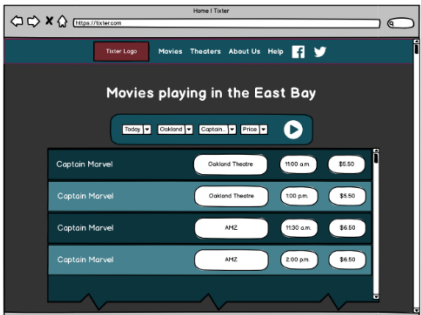 Home | Tixter
https://tixter.com
Tixter Logo Movies Theaters About Us Help
Movies playing in the East Bay
Today Oakland Captain... Price
Captain Marvel Oakland Theatre 11:00 a.m. $5.50
Captain Marvel Oakland Theatre 1:00 p.m. $5.50
Captain Marvel AMZ 11:30 a.m. $6.50
Captain Marvel AMZ 2:00 p.m. $6.50